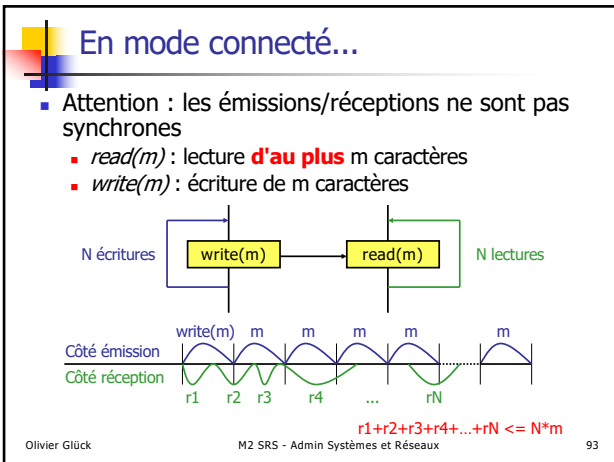 En mode connecté...
Attention : les émissions/réceptions ne sont pas
synchrones
read(m) : lecture d'au plus m caractères
write(m) : écriture de m caractères
N écritures write(m) read(m) N lectures
write(m) m m m m m
Côté émission
Côté réception
r1 r2 r3 r4 ... rN
r1+r2+r3+r4+...+rN <= N*m
Olivier Glück M2 SRS - Admin Systèmes et Réseaux 93